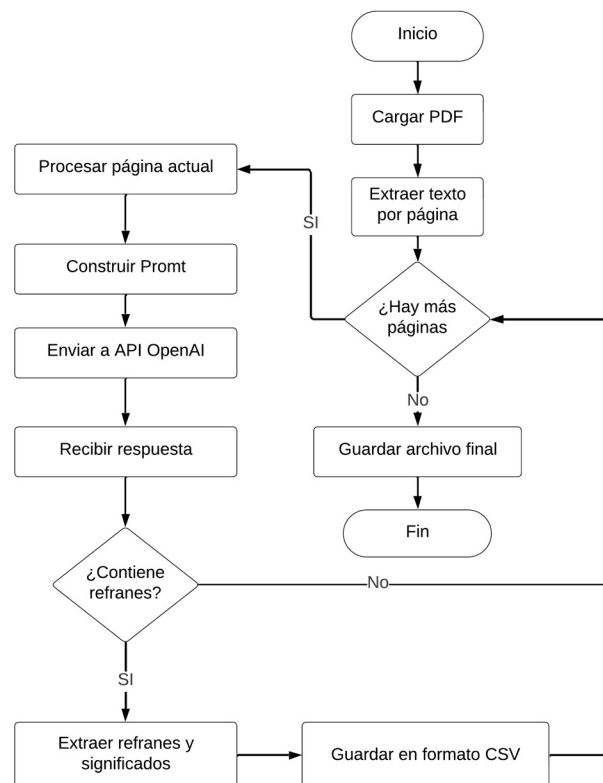 Inicio
Cargar PDF
Extraer texto
por página
¿Hay más
páginas
SI
No
Procesar página actual
Construir Promt
Enviar a API OpenAI
Recibir respuesta
¿Contiene
refranes?
No
SI
Extraer refranes y
significados
Guardar en formato CSV
Guardar archivo final
Fin